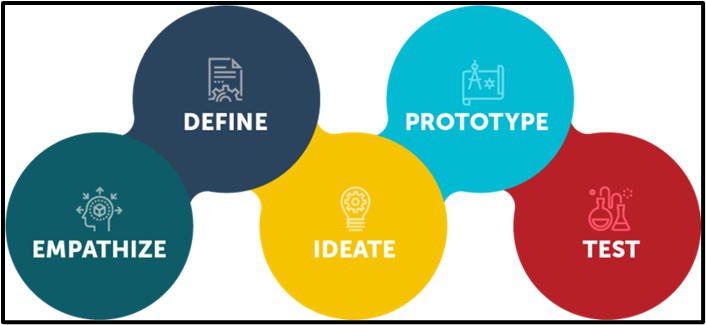 EMPATHIZE
DEFINE
IDEATE
PROTOTYPE
TEST